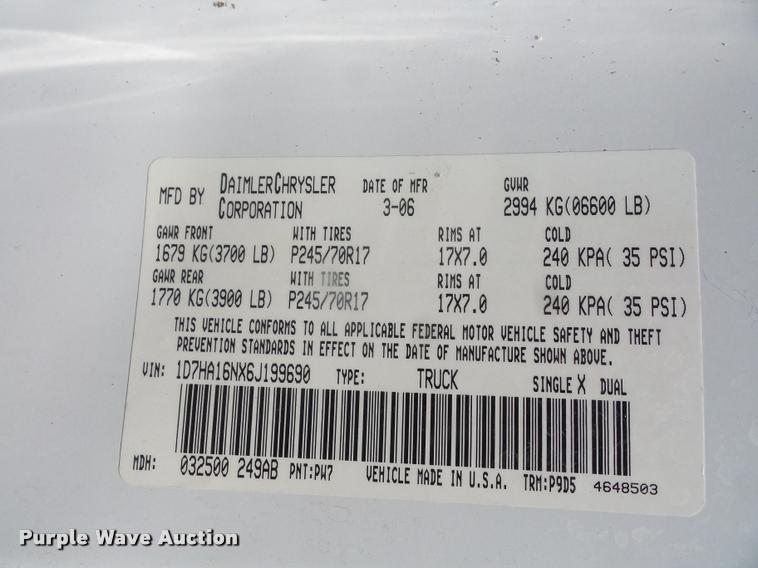 MFD BY DAIMLERCHRYSLER CORPORATION DATE OF MFR 3-06 GVWR 2994 KG(06600 LB)
GAWR FRONT WITH TIRES RIMS AT COLD
1679 KG(3700 LB) P245/70R17 17X7.0 240 KPA( 35 PSI)
GAWR REAR WITH TIRES RIMS AT COLD
1770 KG(3900 LB) P245/70R17 17X7.0 240 KPA( 35 PSI)
THIS VEHICLE CONFORMS TO ALL APPLICABLE FEDERAL MOTOR VEHICLE SAFETY AND THEFT
PREVENTION STANDARDS IN EFFECT ON THE DATE OF MANUFACTURE SHOWN ABOVE.
VIN: 1D7HA16NX6J199690 TYPE: TRUCK SINGLE X DUAL
MDH: 032500 249AB PNT:PW7 VEHICLE MADE IN U.S.A. TRM:P9D5 4648503
Purple Wave Auction